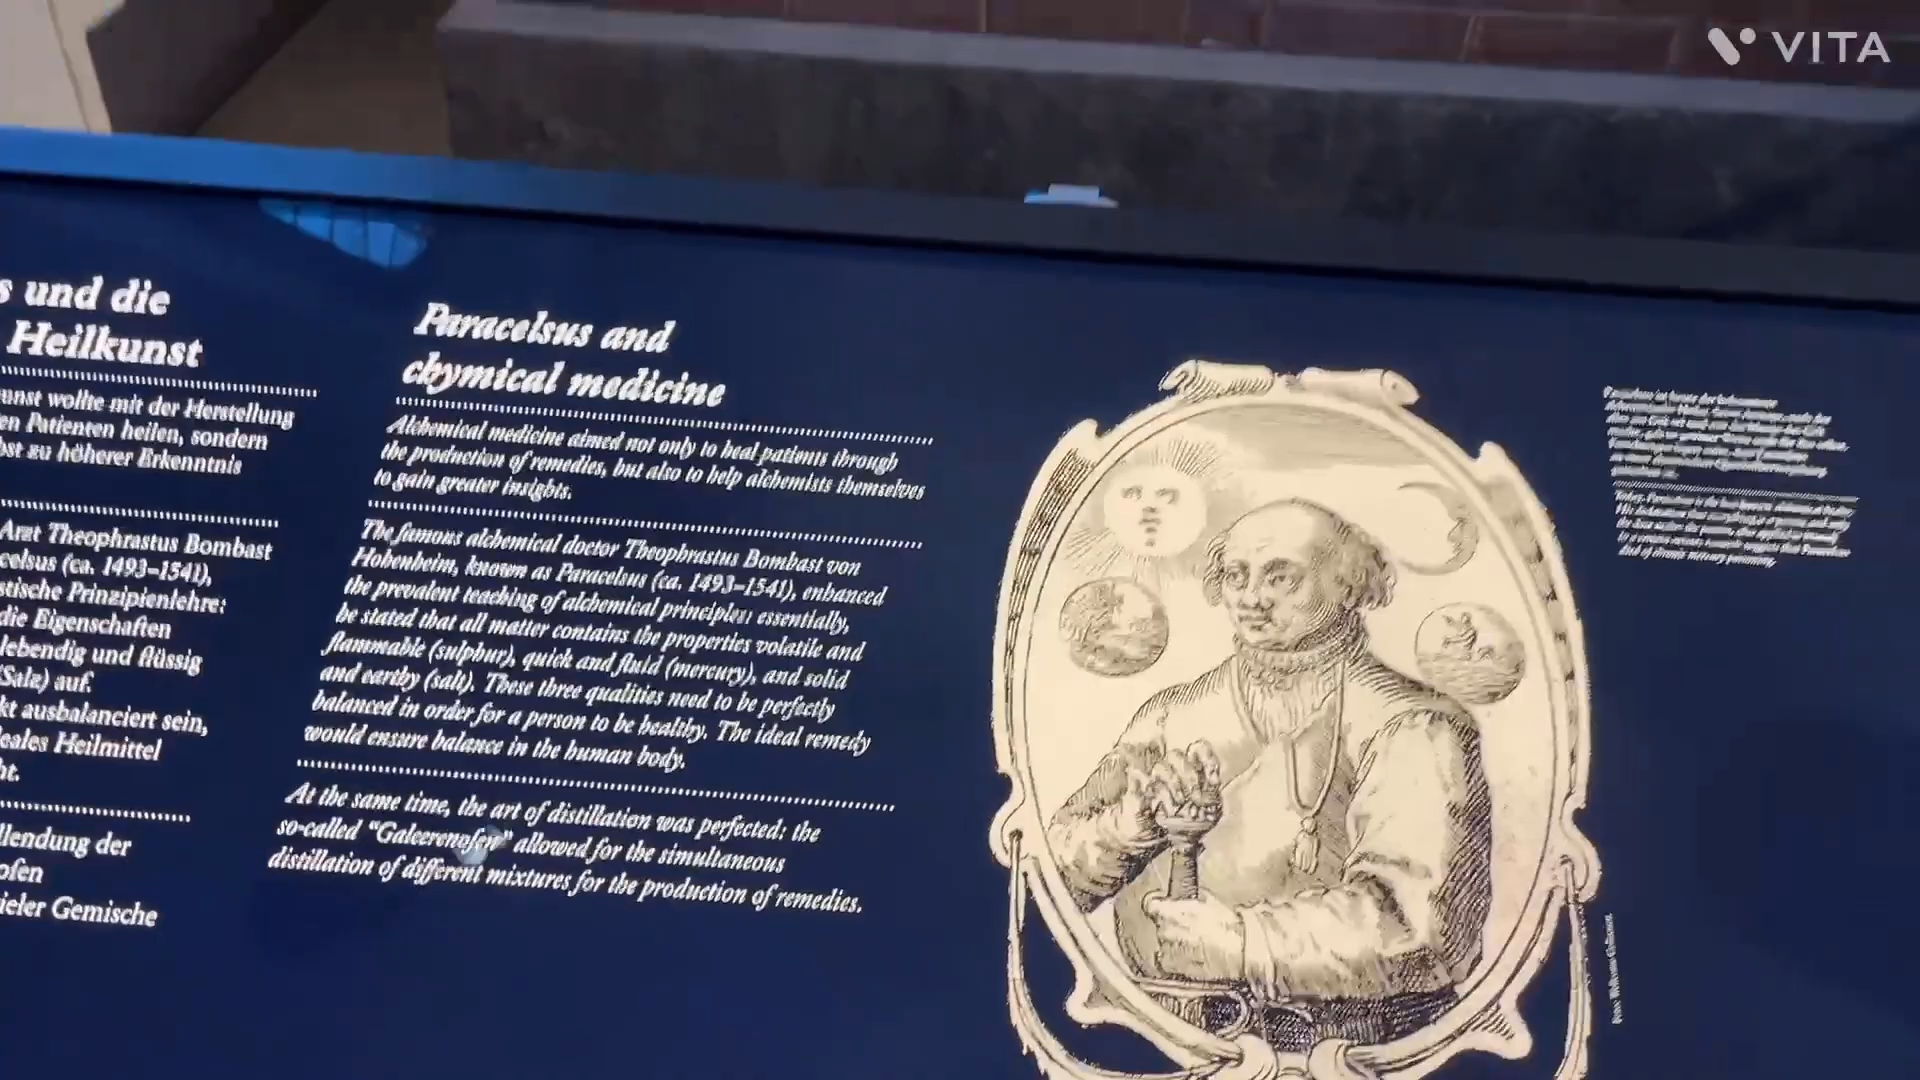 VITA
s und die
Heilkunst
unst wollte mit der Herstellung
en Patienten heilen, sondern
bst zu höherer Erkenntnis
Arzt Theophrastus Bombast
celsus (ca. 1493–1541),
stische Prinzipienlehre:
die Eigenschaften
lebendig und flüssig
(Salz) auf.
kt ausbalanciert sein,
deales Heilmittel
ht.
llendung der
ofen
ieler Gemische
Paracelsus and
chymical medicine
Alchemical medicine aimed not only to heal patients through
the production of remedies, but also to help alchemists themselves
to gain greater insights.
The famous alchemical doctor Theophrastus Bombast von
Hohenheim, known as Paracelsus (ca. 1493–1541), enhanced
the prevalent teaching of alchemical principles: essentially,
he stated that all matter contains the properties volatile and
flammable (sulphur), quick and fluid (mercury), and solid
and earthy (salt). These three qualities need to be perfectly
balanced in order for a person to be healthy. The ideal remedy
would ensure balance in the human body.
At the same time, the art of distillation was perfected: the
so-called “Galeerenofen” allowed for the simultaneous
distillation of different mixtures for the production of remedies.